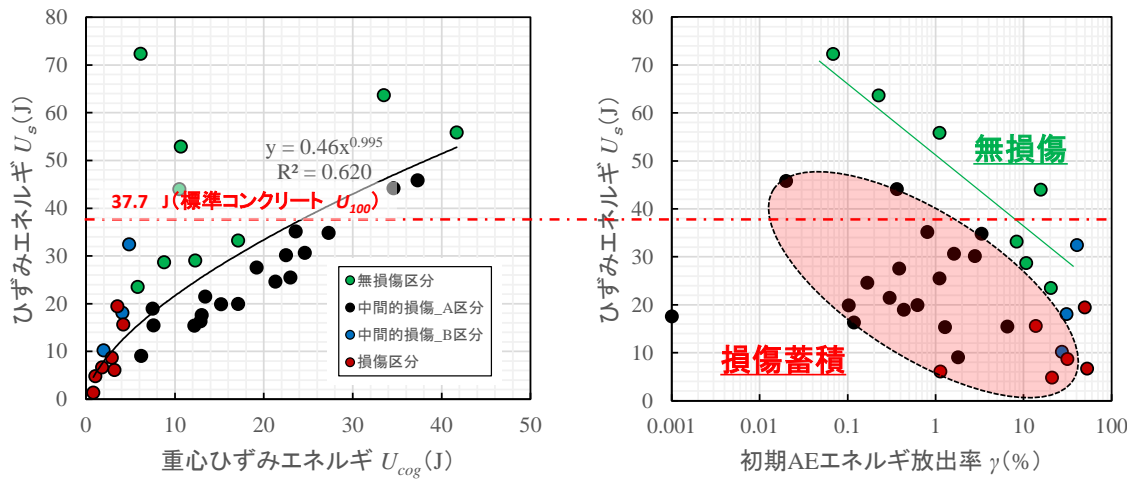 ひずみエネルギ Us(J)
80
70
60
50
40
30
20
10
0
y = 0.46x^0.995
R² = 0.620
37.7 J(標準コンクリート U100)
無損傷区分
中間的損傷_A区分
中間的損傷_B区分
損傷区分
0 10 20 30 40 50
重心ひずみエネルギ Ucog(J)
ひずみエネルギ Us(J)
80
70
60
50
40
30
20
10
0
無損傷
損傷蓄積
0.001 0.01 0.1 1 10 100
初期AEエネルギ放出率 γ(%)